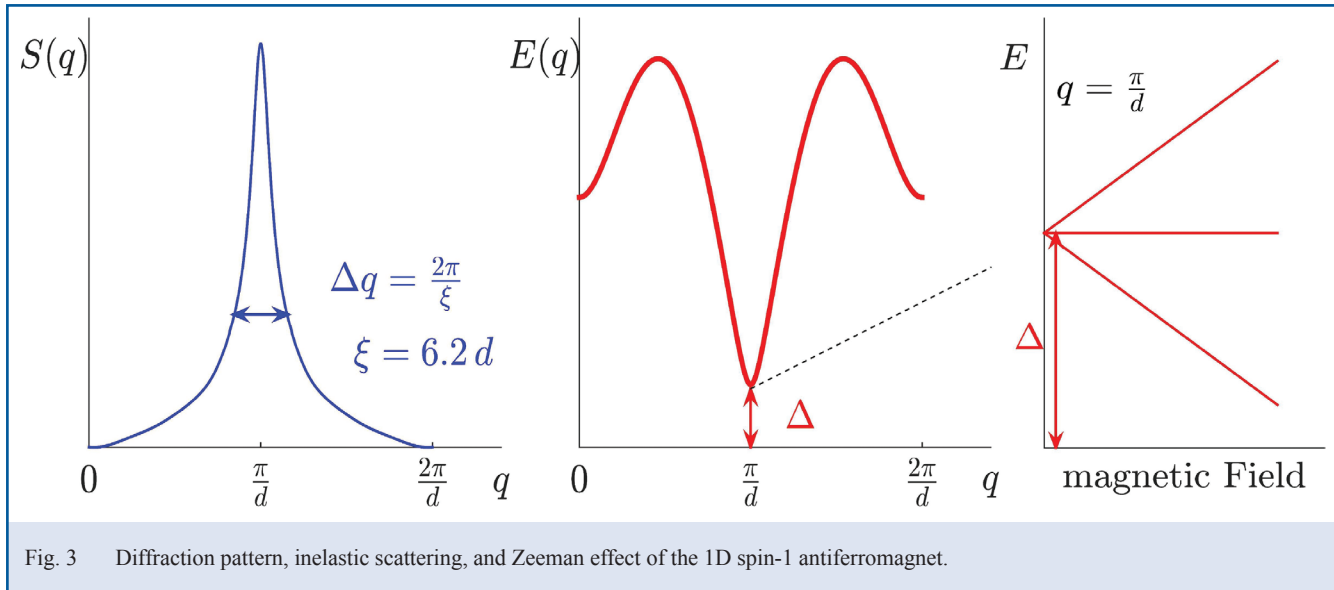 S(q)
Δq = 2π/ξ
ξ = 6.2 d
0
π/d
2π/d
q
E(q)
Δ
0
π/d
2π/d
q
E
q = π/d
Δ
magnetic Field
Fig. 3 Diffraction pattern, inelastic scattering, and Zeeman effect of the 1D spin-1 antiferromagnet.